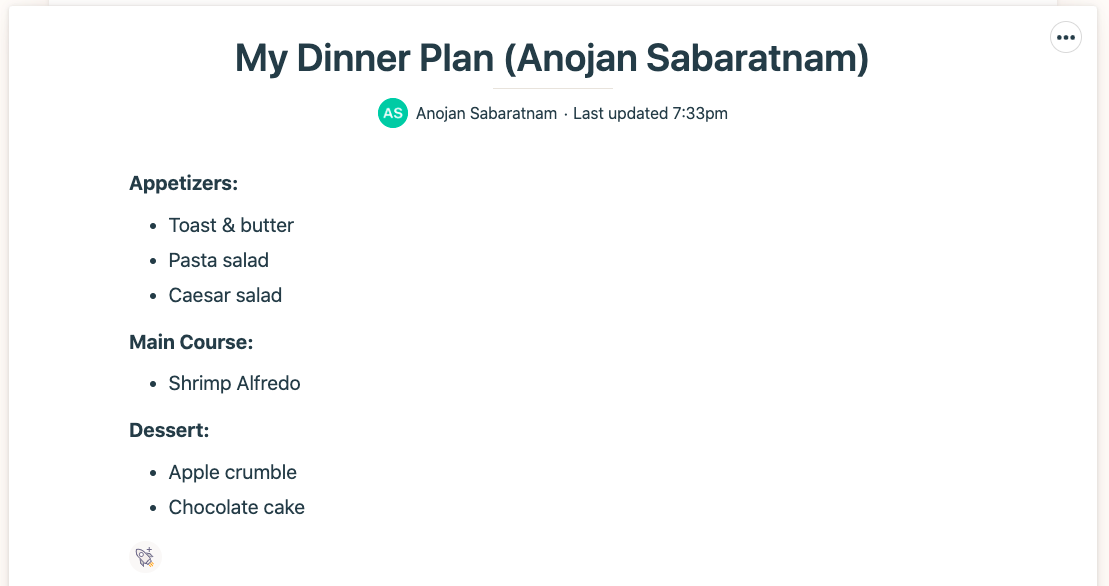 My Dinner Plan (Anojan Sabaratnam)
AS Anojan Sabaratnam · Last updated 7:33pm
Appetizers:
• Toast & butter
• Pasta salad
• Caesar salad
Main Course:
• Shrimp Alfredo
Dessert:
• Apple crumble
• Chocolate cake